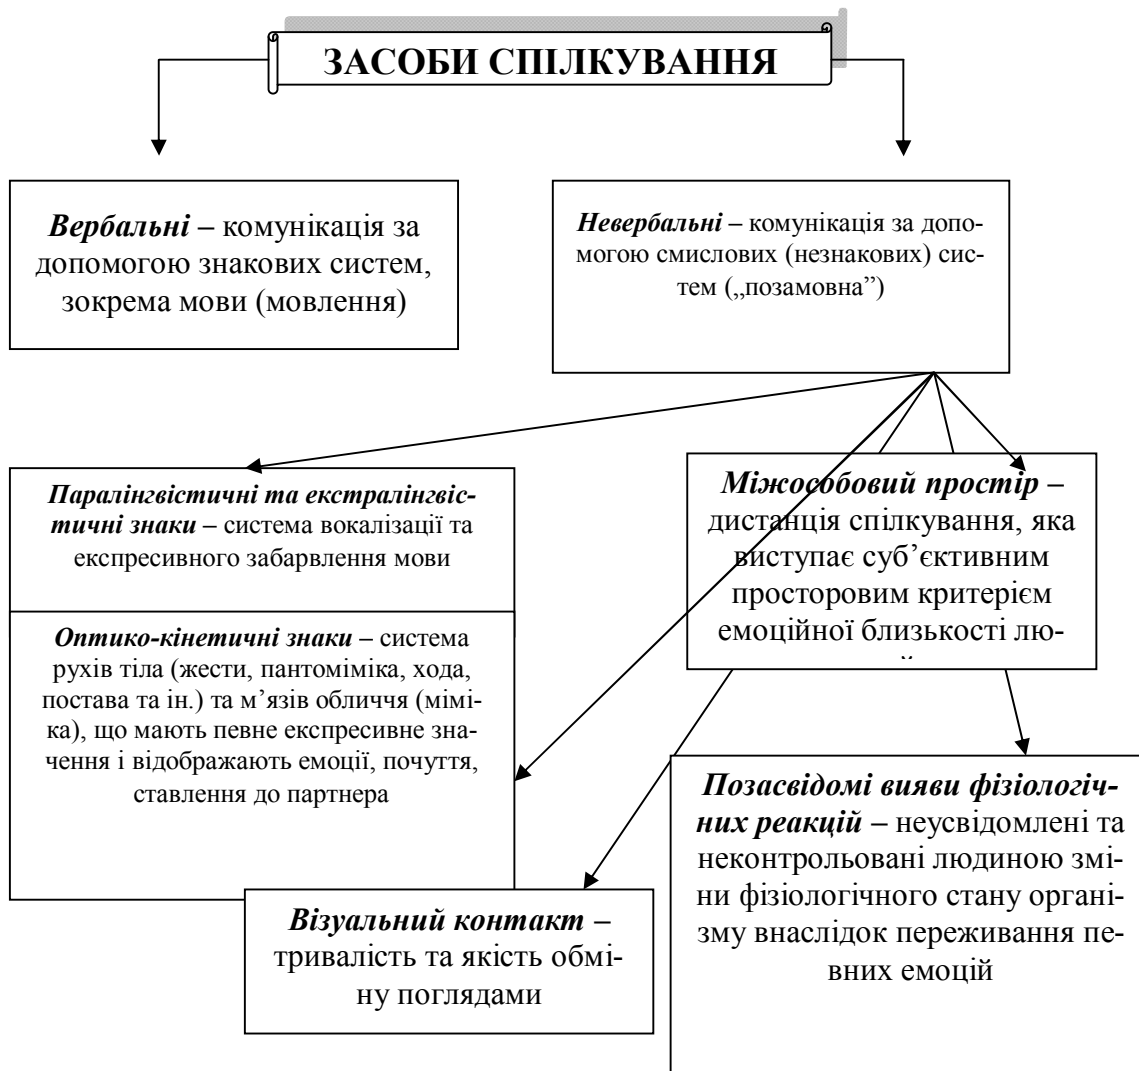 ЗАСОБИ СПІЛКУВАННЯ
Вербальні – комунікація за
допомогою знакових систем,
зокрема мови (мовлення)
Невербальні – комунікація за допо-
могою смислових (незнакових) сис-
тем („позамовна”)
Паралінгвістичні та екстралінгвіс-
тичні знаки – система вокалізації та
експресивного забарвлення мови
Оптико-кінетичні знаки – система
рухів тіла (жести, пантоміміка, хода,
постава та ін.) та м’язів обличчя (мімі-
ка), що мають певне експресивне зна-
чення і відображають емоції, почуття,
ставлення до партнера
Міжособовий простір –
дистанція спілкування, яка
виступає суб’єктивним
просторовим критерієм
емоційної близькості лю-
Візуальний контакт –
тривалість та якість обмі-
ну поглядами
Позасвідомі вияви фізіологіч-
них реакцій – неусвідомлені та
неконтрольовані людиною змі-
ни фізіологічного стану органі-
зму внаслідок переживання пе-
вних емоцій